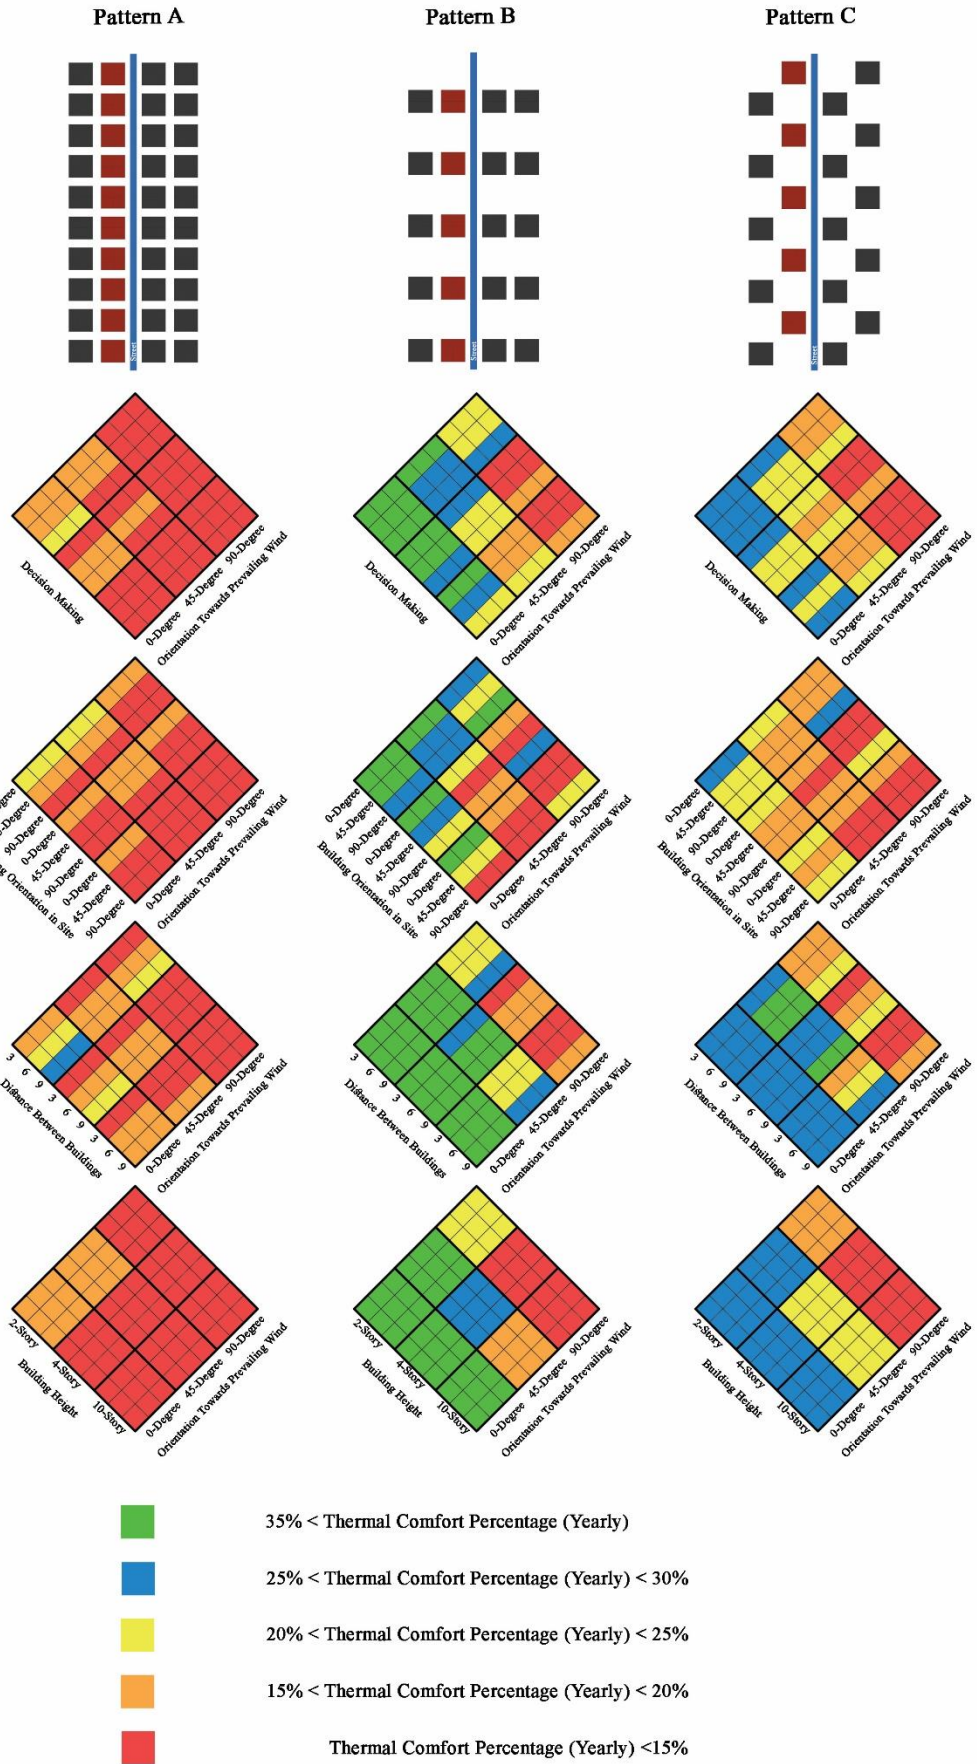 Pattern A
Pattern B
Pattern C
Street
Street
Street
Decision Making
0-Degree 45-Degree 90-Degree
Orientation Towards Prevailing Wind
Decision Making
0-Degree 45-Degree 90-Degree
Orientation Towards Prevailing Wind
Decision Making
0-Degree 45-Degree 90-Degree
Orientation Towards Prevailing Wind
90-Degree
0-Degree
45-Degree
90-Degree
0-Degree
45-Degree
90-Degree
Orientation in Site
0-Degree 45-Degree 90-Degree
Orientation Towards Prevailing Wind
0-Degree
45-Degree
90-Degree
0-Degree
45-Degree
90-Degree
0-Degree
45-Degree
90-Degree
Building Orientation in Site
0-Degree 45-Degree 90-Degree
Orientation Towards Prevailing Wind
0-Degree
45-Degree
90-Degree
0-Degree
45-Degree
90-Degree
0-Degree
45-Degree
90-Degree
Building Orientation in Site
0-Degree 45-Degree 90-Degree
Orientation Towards Prevailing Wind
3 6 9 3 6 9 3 6 9
Distance Between Buildings
0-Degree 45-Degree 90-Degree
Orientation Towards Prevailing Wind
3 6 9 3 6 9 3 6 9
Distance Between Buildings
0-Degree 45-Degree 90-Degree
Orientation Towards Prevailing Wind
3 6 9 3 6 9 3 6 9
Distance Between Buildings
0-Degree 45-Degree 90-Degree
Orientation Towards Prevailing Wind
2-Story 4-Story 10-Story
Building Height
0-Degree 45-Degree 90-Degree
Orientation Towards Prevailing Wind
2-Story 4-Story 10-Story
Building Height
0-Degree 45-Degree 90-Degree
Orientation Towards Prevailing Wind
2-Story 4-Story 10-Story
Building Height
0-Degree 45-Degree 90-Degree
Orientation Towards Prevailing Wind
35% < Thermal Comfort Percentage (Yearly)
25% < Thermal Comfort Percentage (Yearly) < 30%
20% < Thermal Comfort Percentage (Yearly) < 25%
15% < Thermal Comfort Percentage (Yearly) < 20%
Thermal Comfort Percentage (Yearly) <15%